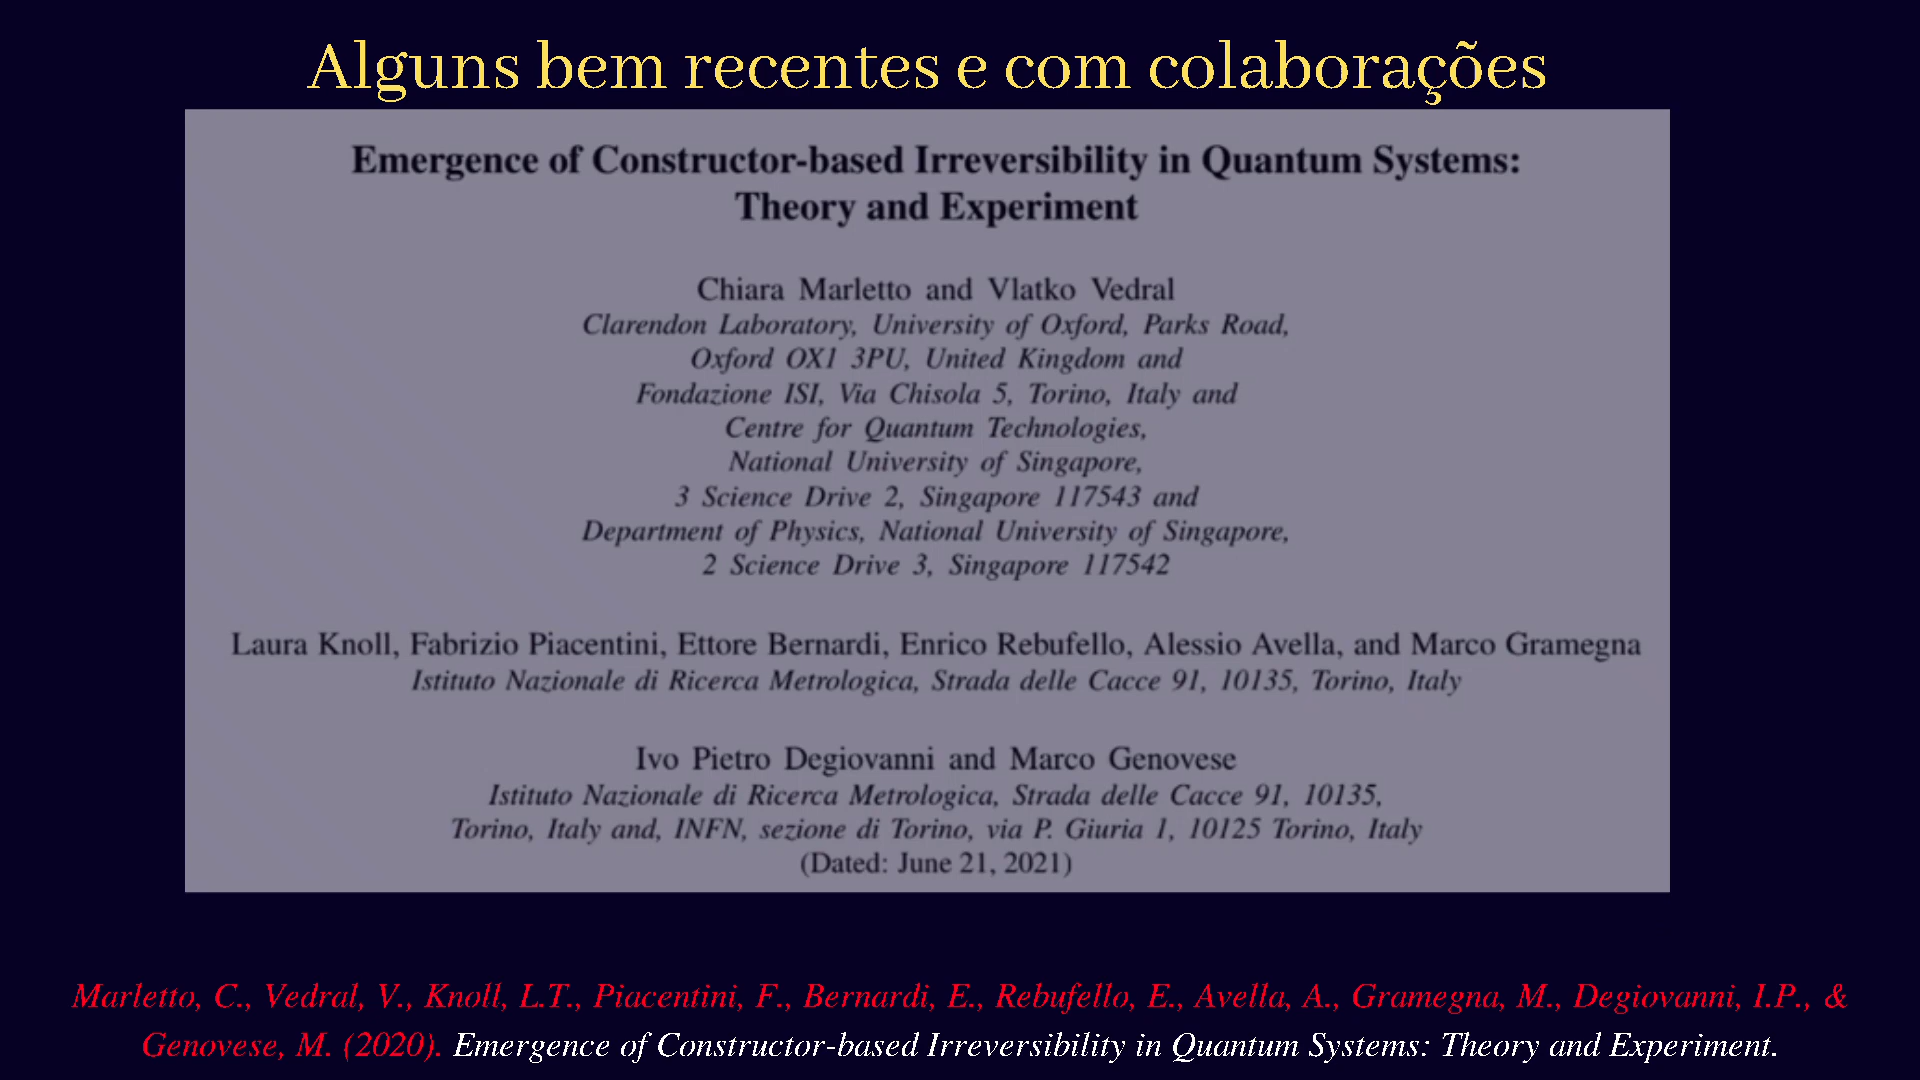 Alguns bem recentes e com colaborações
Emergence of Constructor-based Irreversibility in Quantum Systems:
Theory and Experiment
Chiara Marletto and Vlatko Vedral
Clarendon Laboratory, University of Oxford, Parks Road,
Oxford OX1 3PU, United Kingdom and
Fondazione ISI, Via Chisola 5, Torino, Italy and
Centre for Quantum Technologies,
National University of Singapore,
3 Science Drive 2, Singapore 117543 and
Department of Physics, National University of Singapore,
2 Science Drive 3, Singapore 117542
Laura Knoll, Fabrizio Piacentini, Ettore Bernardi, Enrico Rebufello, Alessio Avella, and Marco Gramegna
Istituto Nazionale di Ricerca Metrologica, Strada delle Cacce 91, 10135, Torino, Italy
Ivo Pietro Degiovanni and Marco Genovese
Istituto Nazionale di Ricerca Metrologica, Strada delle Cacce 91, 10135,
Torino, Italy and, INFN, sezione di Torino, via P. Giuria 1, 10125 Torino, Italy
(Dated: June 21, 2021)
Marletto, C., Vedral, V., Knoll, L.T., Piacentini, F., Bernardi, E., Rebufello, E., Avella, A., Gramegna, M., Degiovanni, I.P., &
Genovese, M. (2020). Emergence of Constructor-based Irreversibility in Quantum Systems: Theory and Experiment.